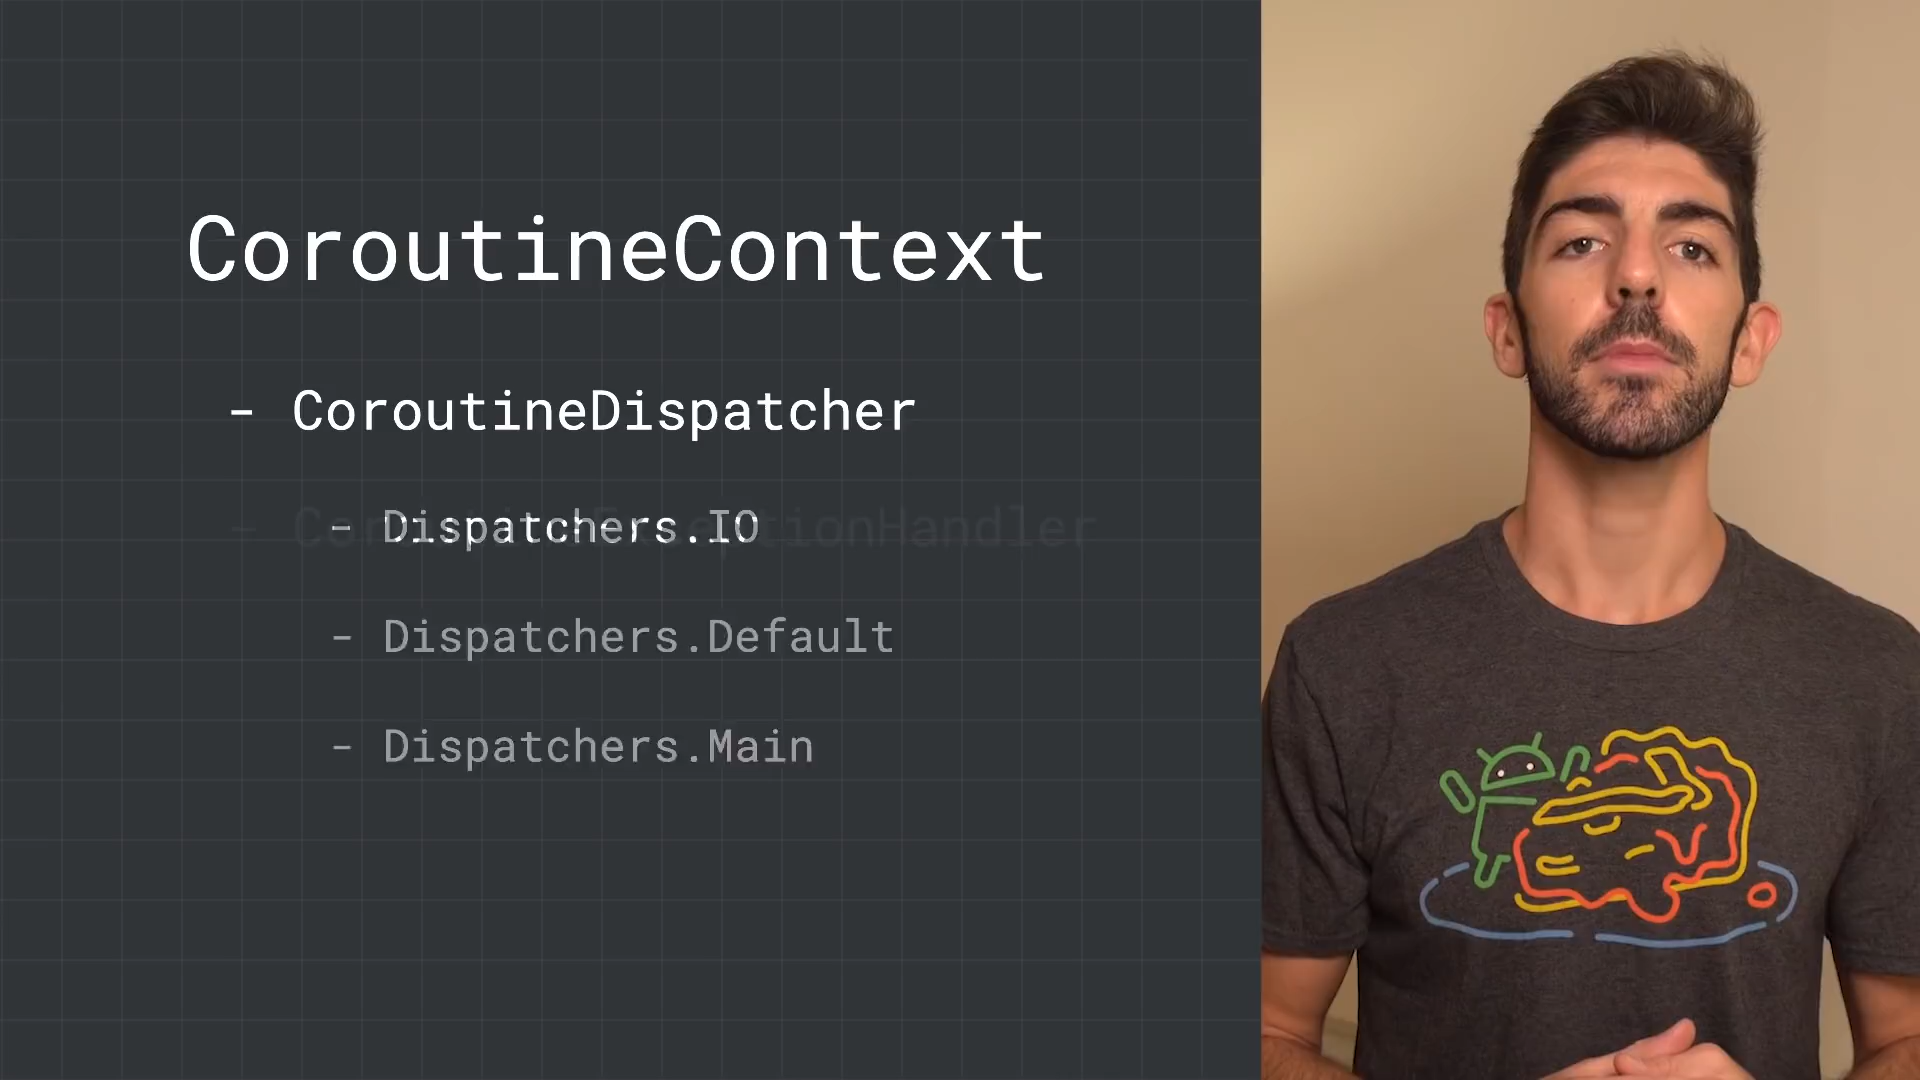 CoroutineContext
- CoroutineDispatcher
- Dispatchers.IO
- Dispatchers.Default
- Dispatchers.Main